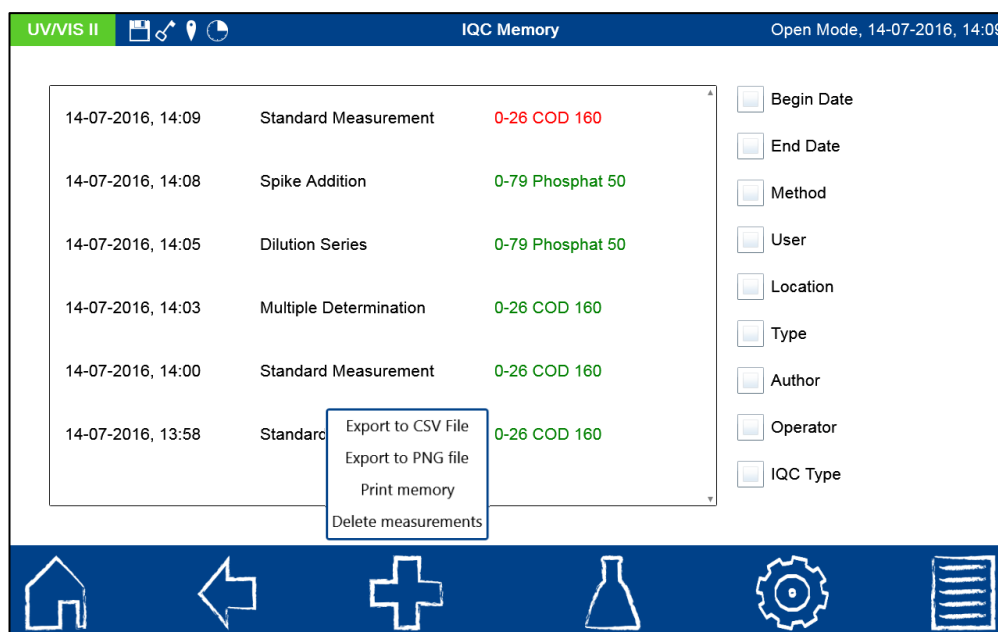 UV/VIS II IQC Memory Open Mode, 14-07-2016, 14:09
14-07-2016, 14:09 Standard Measurement 0-26 COD 160
14-07-2016, 14:08 Spike Addition 0-79 Phosphat 50
14-07-2016, 14:05 Dilution Series 0-79 Phosphat 50
14-07-2016, 14:03 Multiple Determination 0-26 COD 160
14-07-2016, 14:00 Standard Measurement 0-26 COD 160
14-07-2016, 13:58 Standard 0-26 COD 160
Export to CSV File
Export to PNG file
Print memory
Delete measurements
Begin Date
End Date
Method
User
Location
Type
Author
Operator
IQC Type